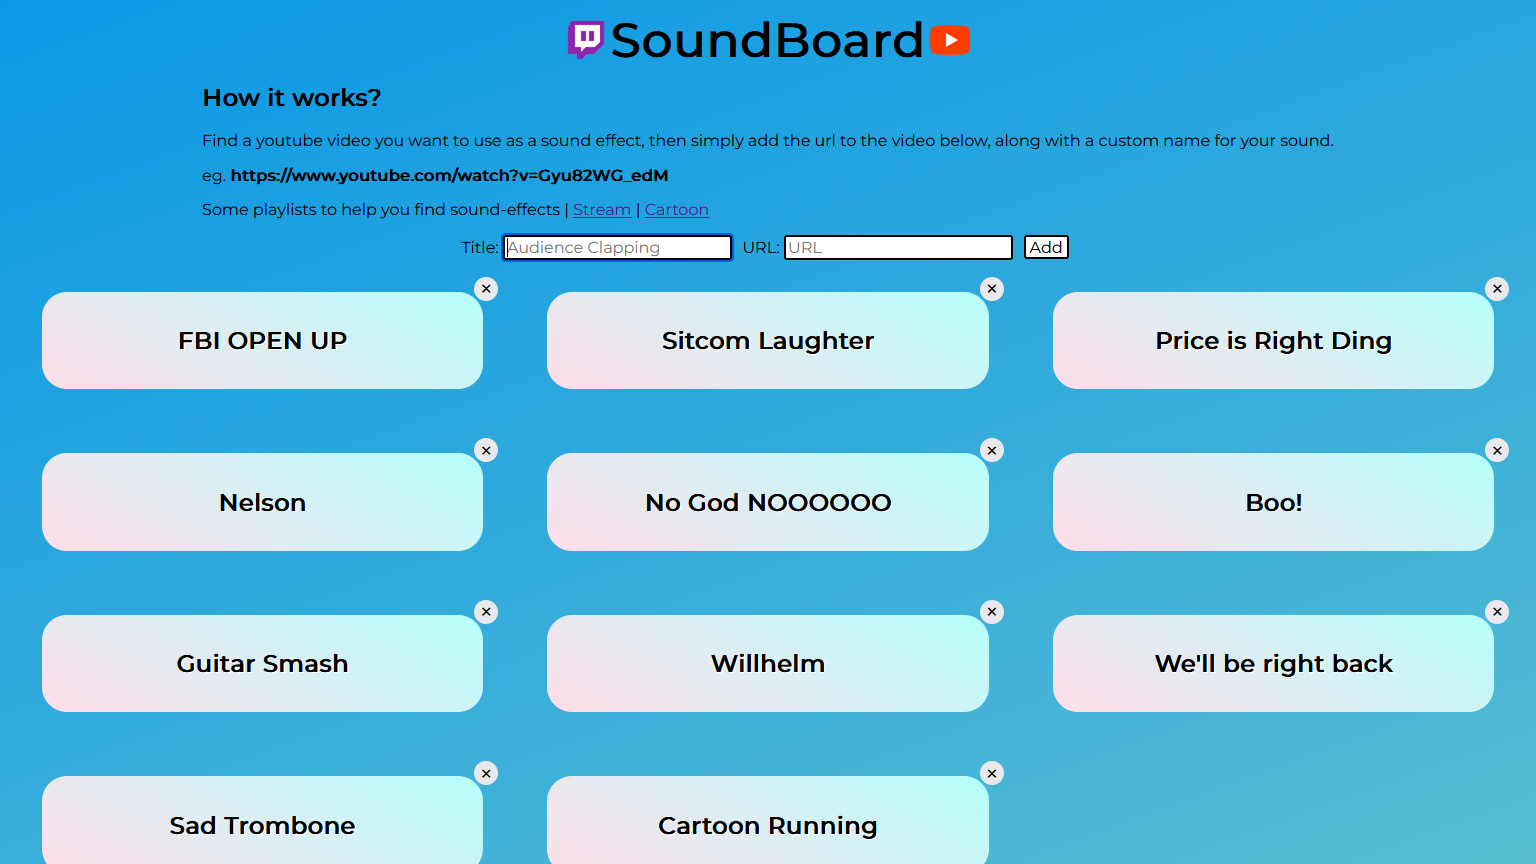 SoundBoard
How it works?
Find a youtube video you want to use as a sound effect, then simply add the url to the video below, along with a custom name for your sound.
eg. https://www.youtube.com/watch?v=Gyu82WG_edM
Some playlists to help you find sound-effects | Stream | Cartoon
Title: Audience Clapping URL: URL Add
FBI OPEN UP
Sitcom Laughter
Price is Right Ding
Nelson
No God NOOOOOO
Boo!
Guitar Smash
Willhelm
We'll be right back
Sad Trombone
Cartoon Running